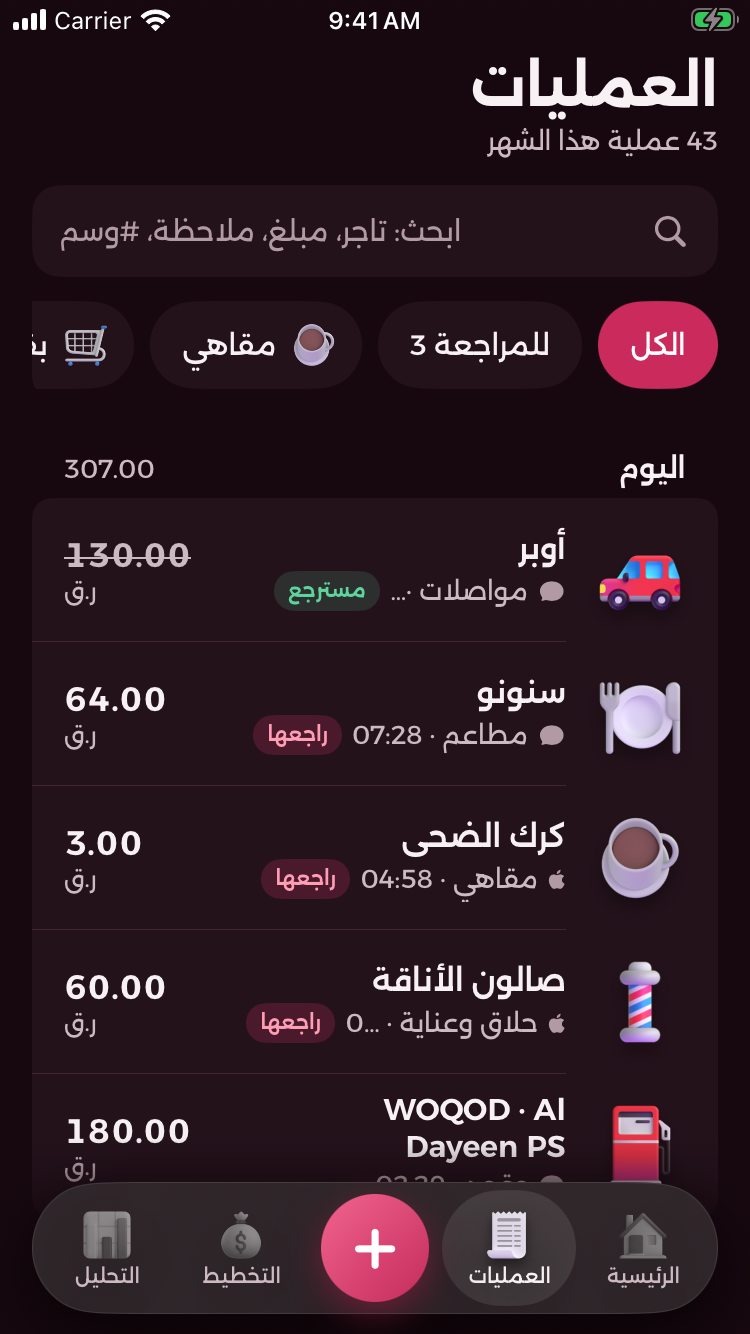 Carrier 9:41 AM
العمليات
43 عملية هذا الشهر
ابحث: تاجر، مبلغ، ملاحظة، #وسم
الكل
للمراجعة 3
مقاهي
اليوم 307.00
أوبر 130.00
مواصلات ·... مسترجع ر.ق
سنونو 64.00
مطاعم · 07:28 راجعها ر.ق
كرك الضحى 3.00
مقاهي · 04:58 راجعها ر.ق
صالون الأناقة 60.00
حلاق وعناية · 0... راجعها ر.ق
WOQOD · Al
Dayeen PS
180.00
ر.ق
الرئيسية
العمليات
التخطيط
التحليل